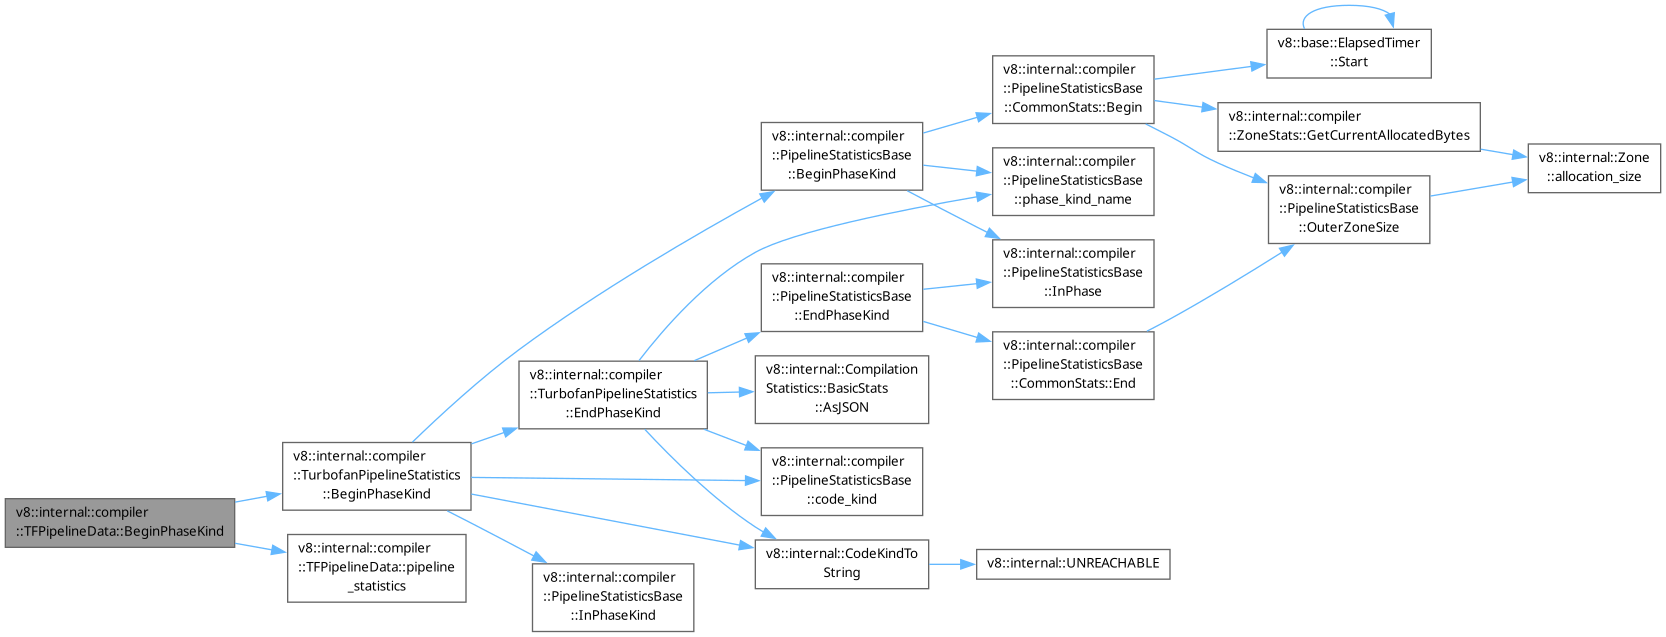 v8::internal::compiler
::TFPipelineData::BeginPhaseKind
v8::internal::compiler
::TurbofanPipelineStatistics
::BeginPhaseKind
v8::internal::compiler
::TFPipelineData::pipeline
_statistics
v8::internal::compiler
::TurbofanPipelineStatistics
::EndPhaseKind
v8::internal::compiler
::PipelineStatisticsBase
::InPhaseKind
v8::internal::compiler
::PipelineStatisticsBase
::BeginPhaseKind
v8::internal::compiler
::PipelineStatisticsBase
::EndPhaseKind
v8::internal::Compilation
Statistics::BasicStats
::AsJSON
v8::internal::compiler
::PipelineStatisticsBase
::code_kind
v8::internal::CodeKindTo
String
v8::internal::compiler
::PipelineStatisticsBase
::CommonStats::Begin
v8::internal::compiler
::PipelineStatisticsBase
::phase_kind_name
v8::internal::compiler
::PipelineStatisticsBase
::InPhase
v8::internal::compiler
::PipelineStatisticsBase
::CommonStats::End
v8::internal::UNREACHABLE
v8::base::ElapsedTimer
::Start
v8::internal::compiler
::ZoneStats::GetCurrentAllocatedBytes
v8::internal::compiler
::PipelineStatisticsBase
::OuterZoneSize
v8::internal::Zone
::allocation_size